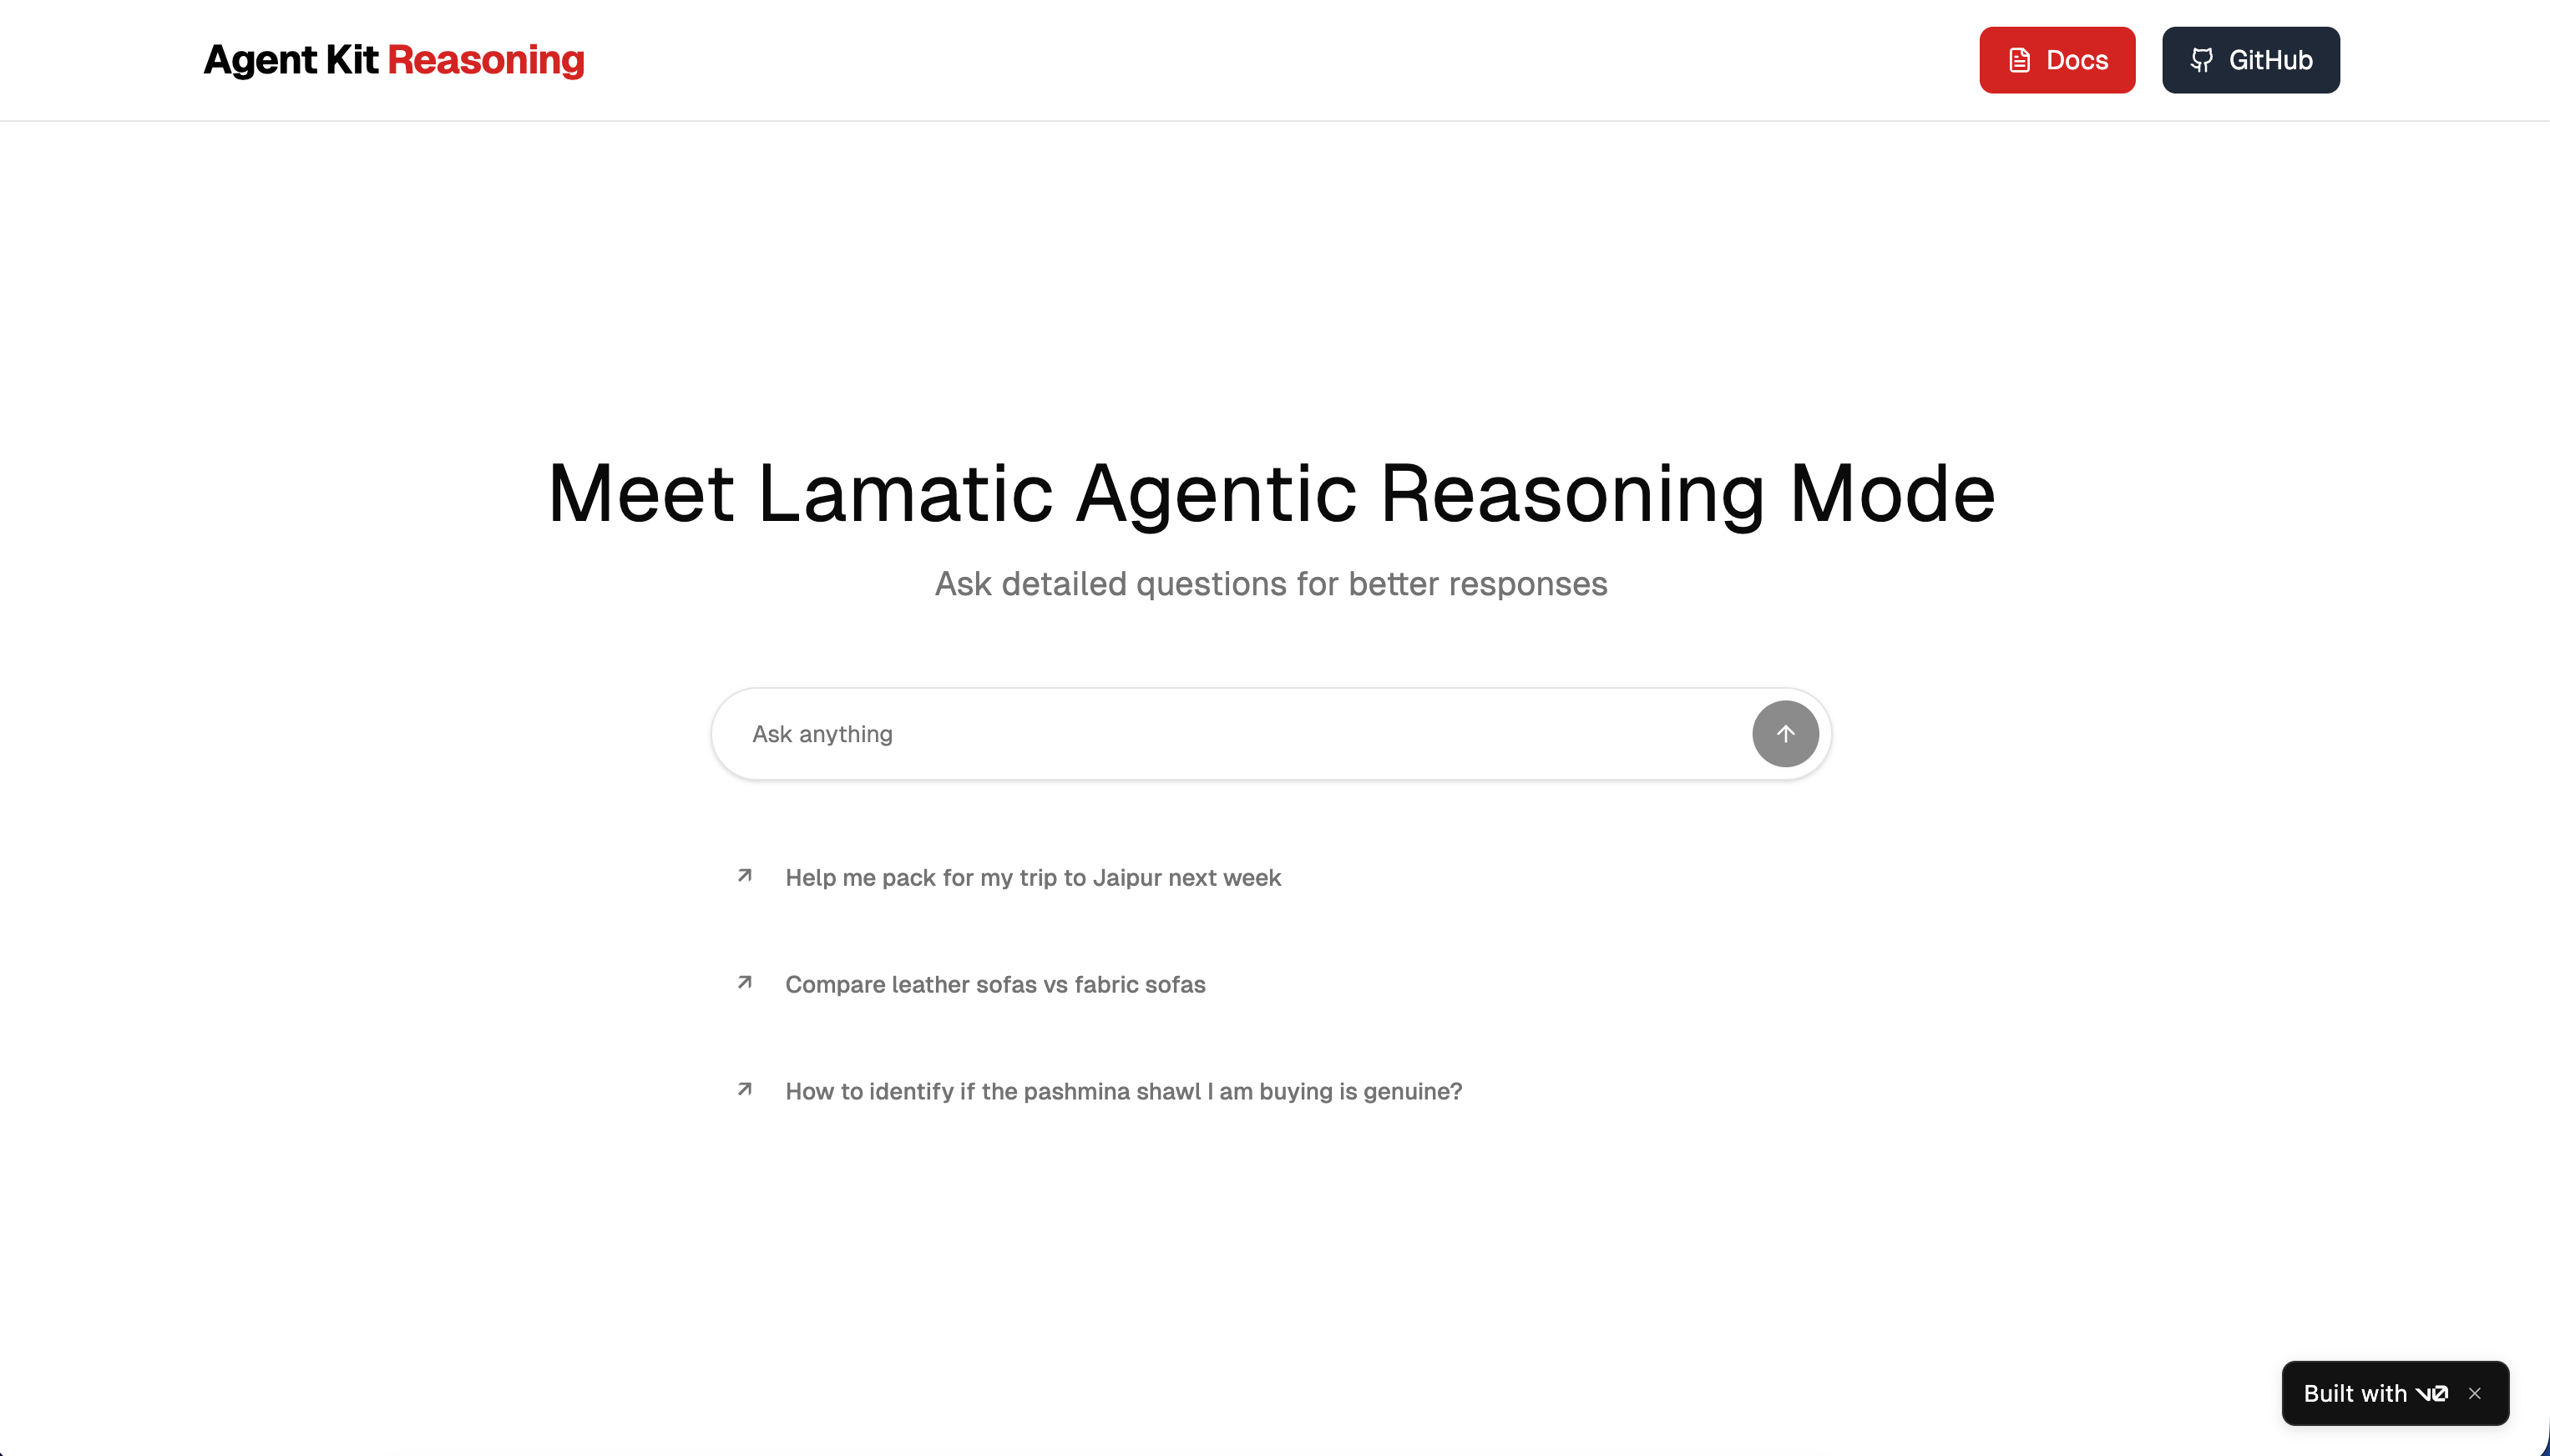 Agent Kit Reasoning
Docs
GitHub
Meet Lamatic Agentic Reasoning Mode
Ask detailed questions for better responses
Ask anything
Help me pack for my trip to Jaipur next week
Compare leather sofas vs fabric sofas
How to identify if the pashmina shawl I am buying is genuine?
Built with v0